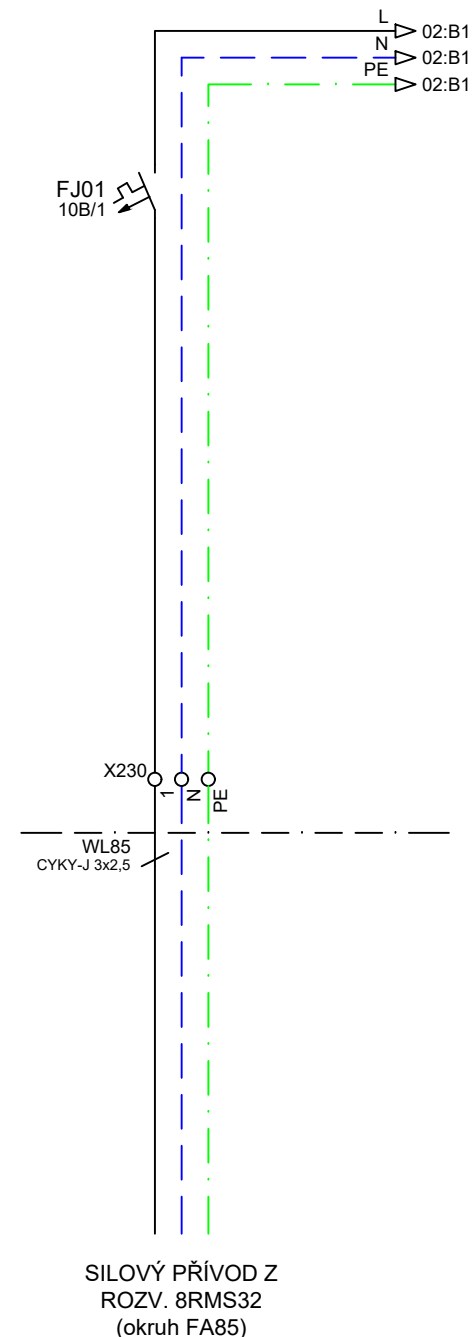 L 02:B1
N 02:B1
PE 02:B1
FJ01
10B/1
X230
1
N
PE
WL85
CYKY-J 3x2,5
SILOVÝ PŘÍVOD Z
ROZV. 8RMS32
(okruh FA85)